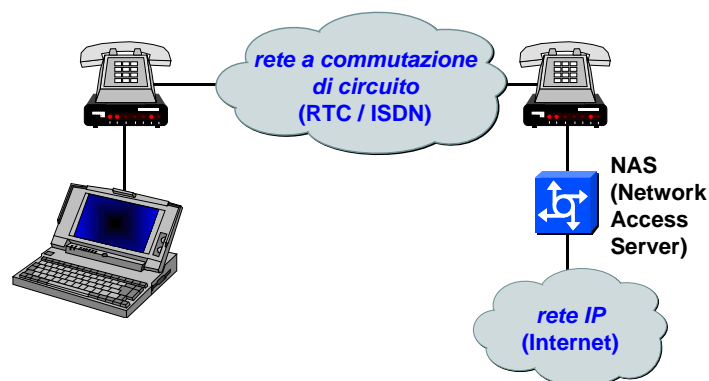 rete a commutazione
di circuito
(RTC / ISDN)
NAS
(Network
Access
Server)
rete IP
(Internet)